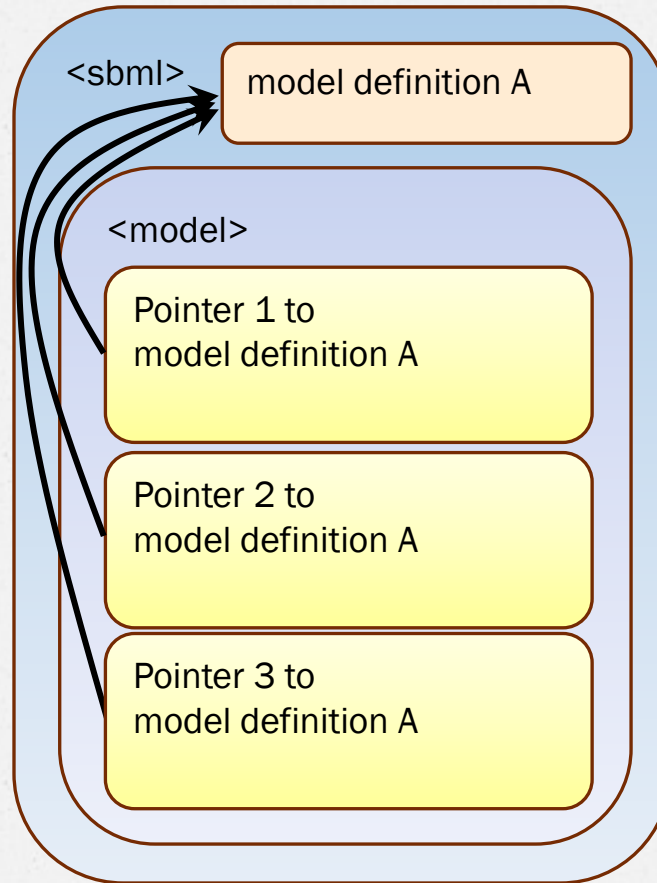 <sbml>
model definition A
<model>
Pointer 1 to
model definition A
Pointer 2 to
model definition A
Pointer 3 to
model definition A